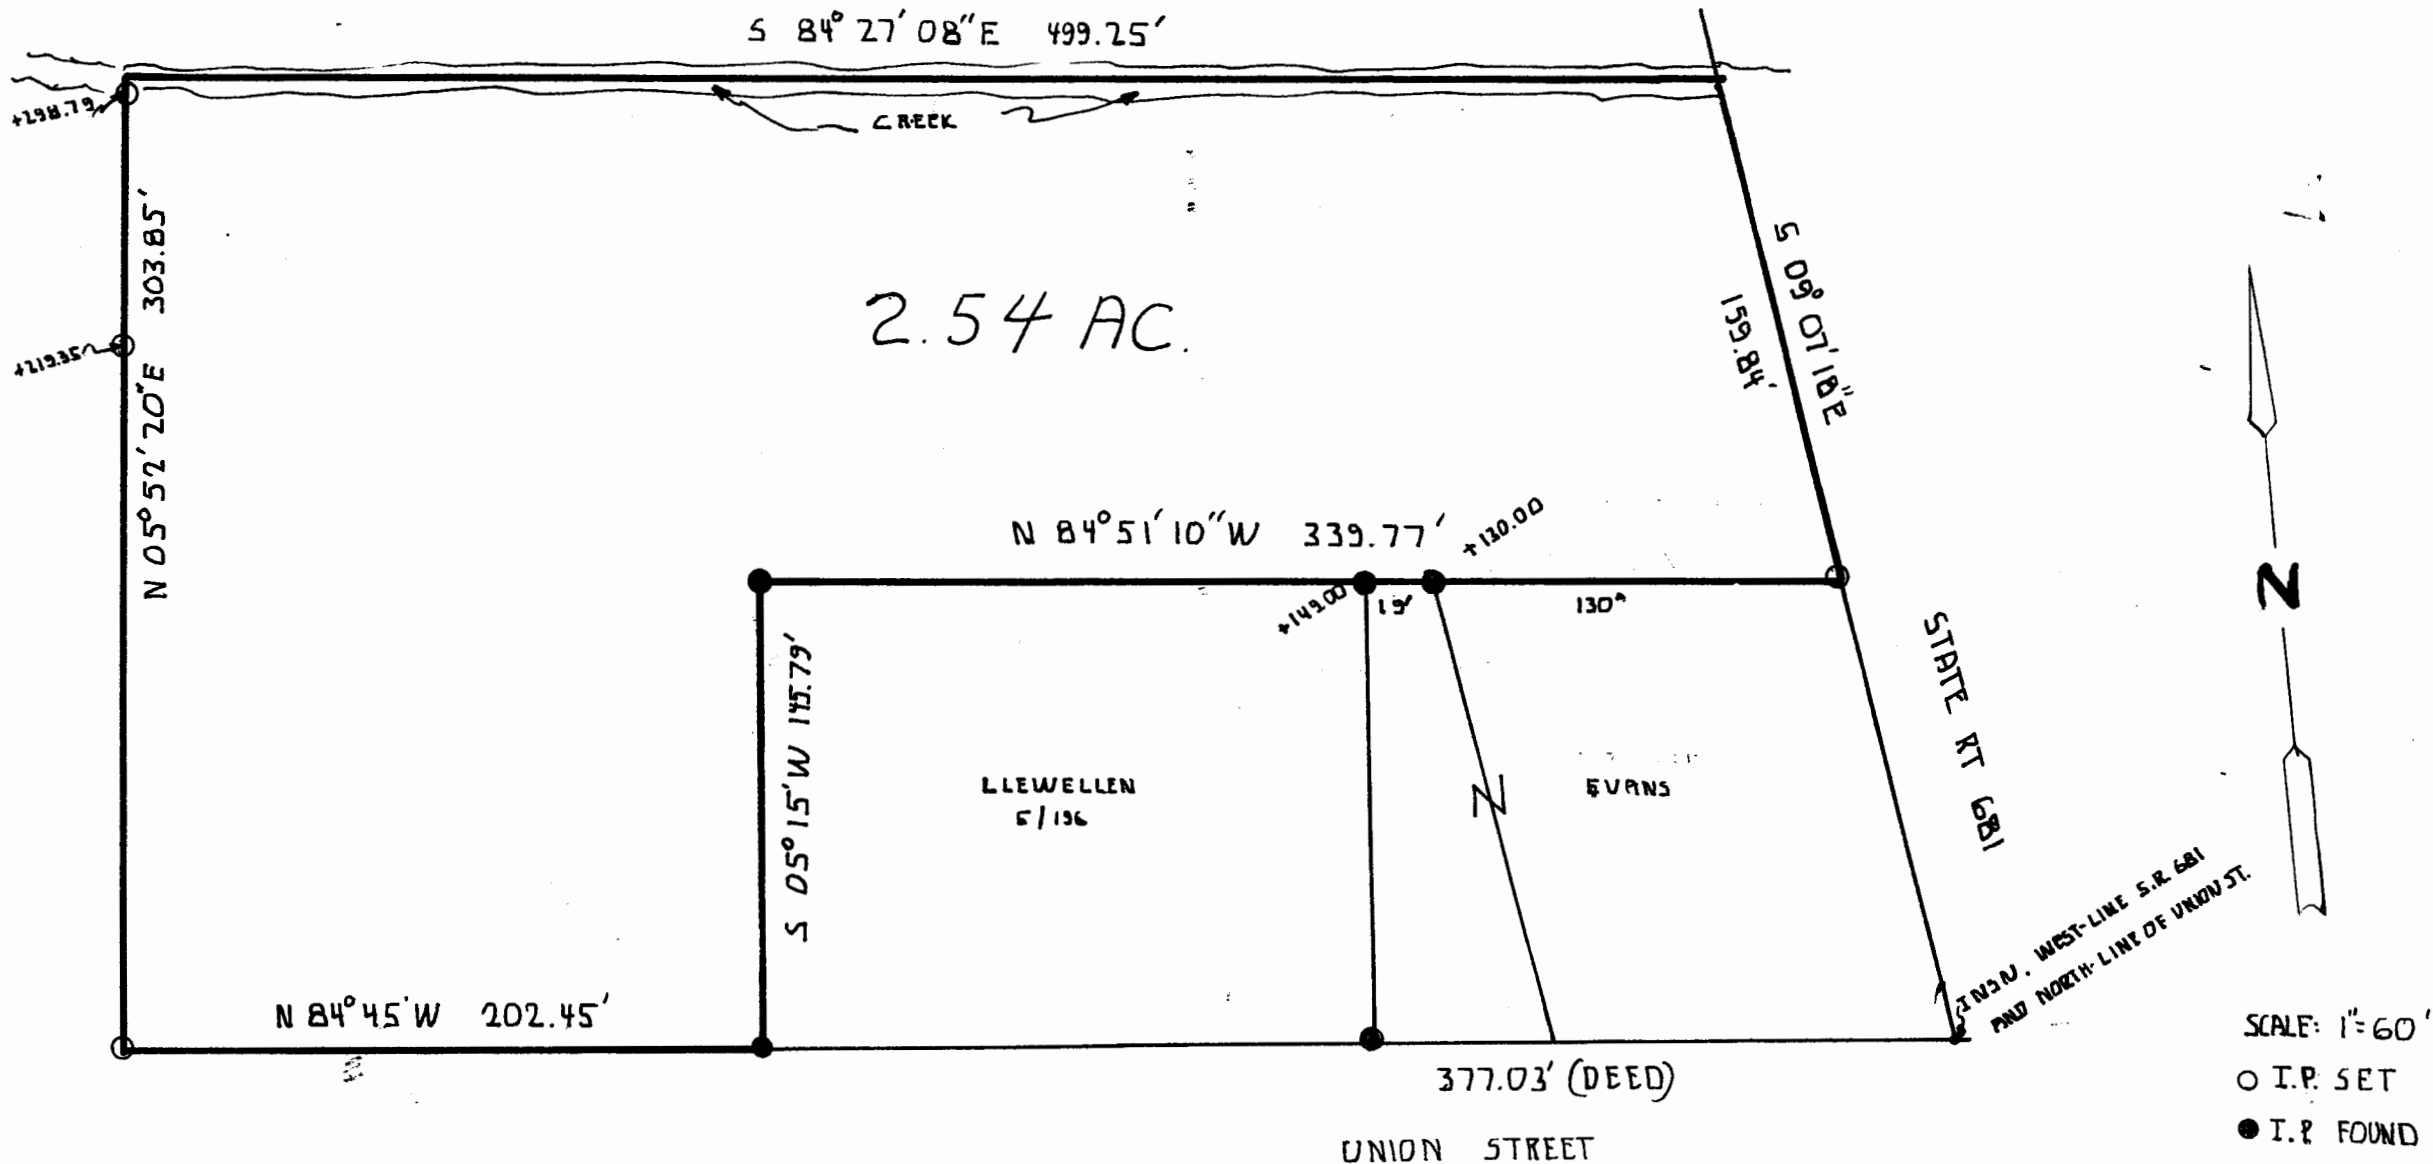 S 84° 27' 08" E 499.25'
+298.79
CREEK
N 05° 52' 20" E 303.85'
2.54 AC.
S 09° 07' 18" E
159.84'
+219.35
N 84° 51' 10" W 339.77'
+130.00
+149.00
19'
N
S 05° 15' W 145.79'
STATE RT 681
LLEWELLEN
5/196
N
EVANS
INSN. WEST-LINE S.R. 681
AND NORTH-LINE OF UNION ST.
N 84° 45' W 202.45'
SCALE: 1"=60'
377.03' (DEED)
I.P. SET
I.P. FOUND
UNION STREET